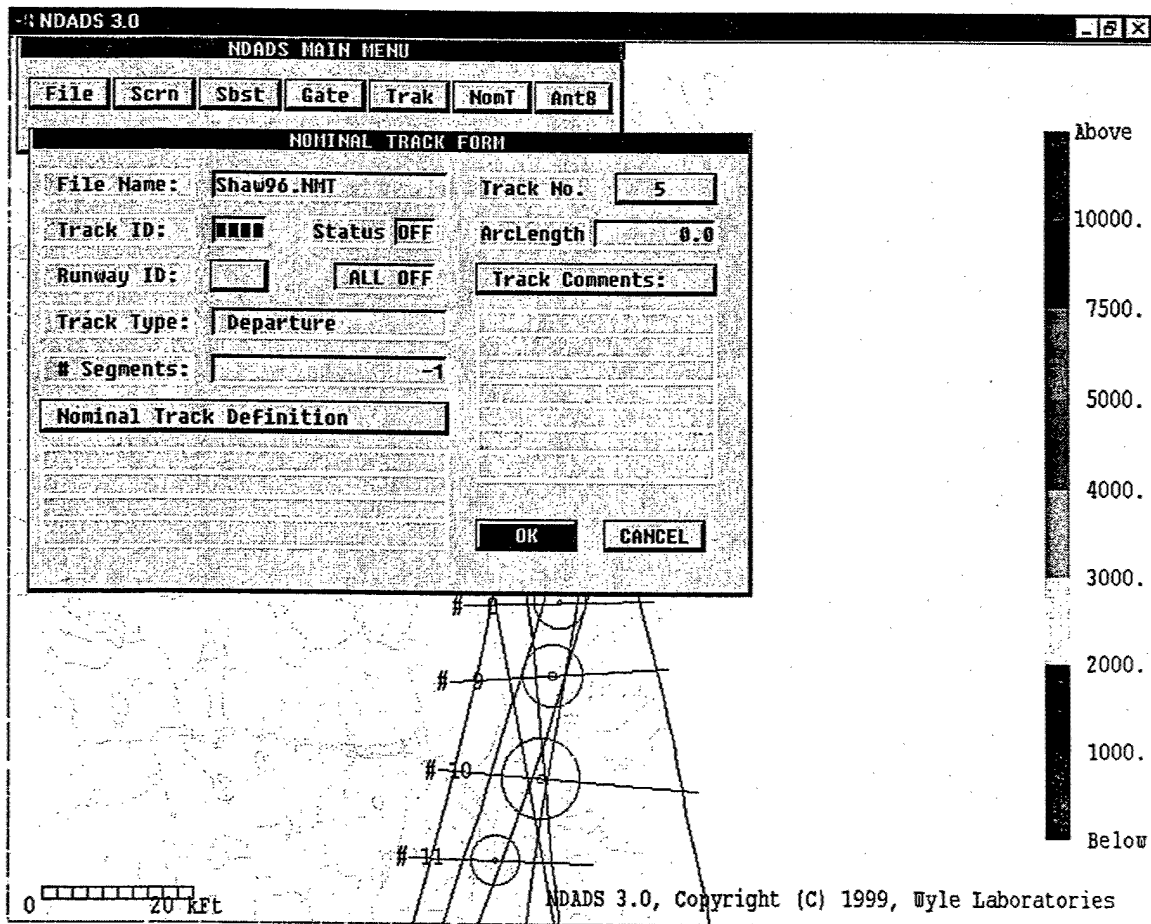 NDADS 3.0
NDADS MAIN MENU
File Scrn Sbst Gate Trak NomT AntB
NOMINAL TRACK FORM
File Name: Shaw96.NMT
Track ID: Status OFF
Runway ID: ALL OFF
Track Type: Departure
# Segments: -1
Nominal Track Definition
Track No. 5
ArcLength 0.0
Track Comments:
OK CANCEL
Above
10000.
7500.
5000.
4000.
3000.
2000.
1000.
Below
# 9
# 10
# 11
0 20 kFt
NDADS 3.0, Copyright (C) 1999, Wyle Laboratories